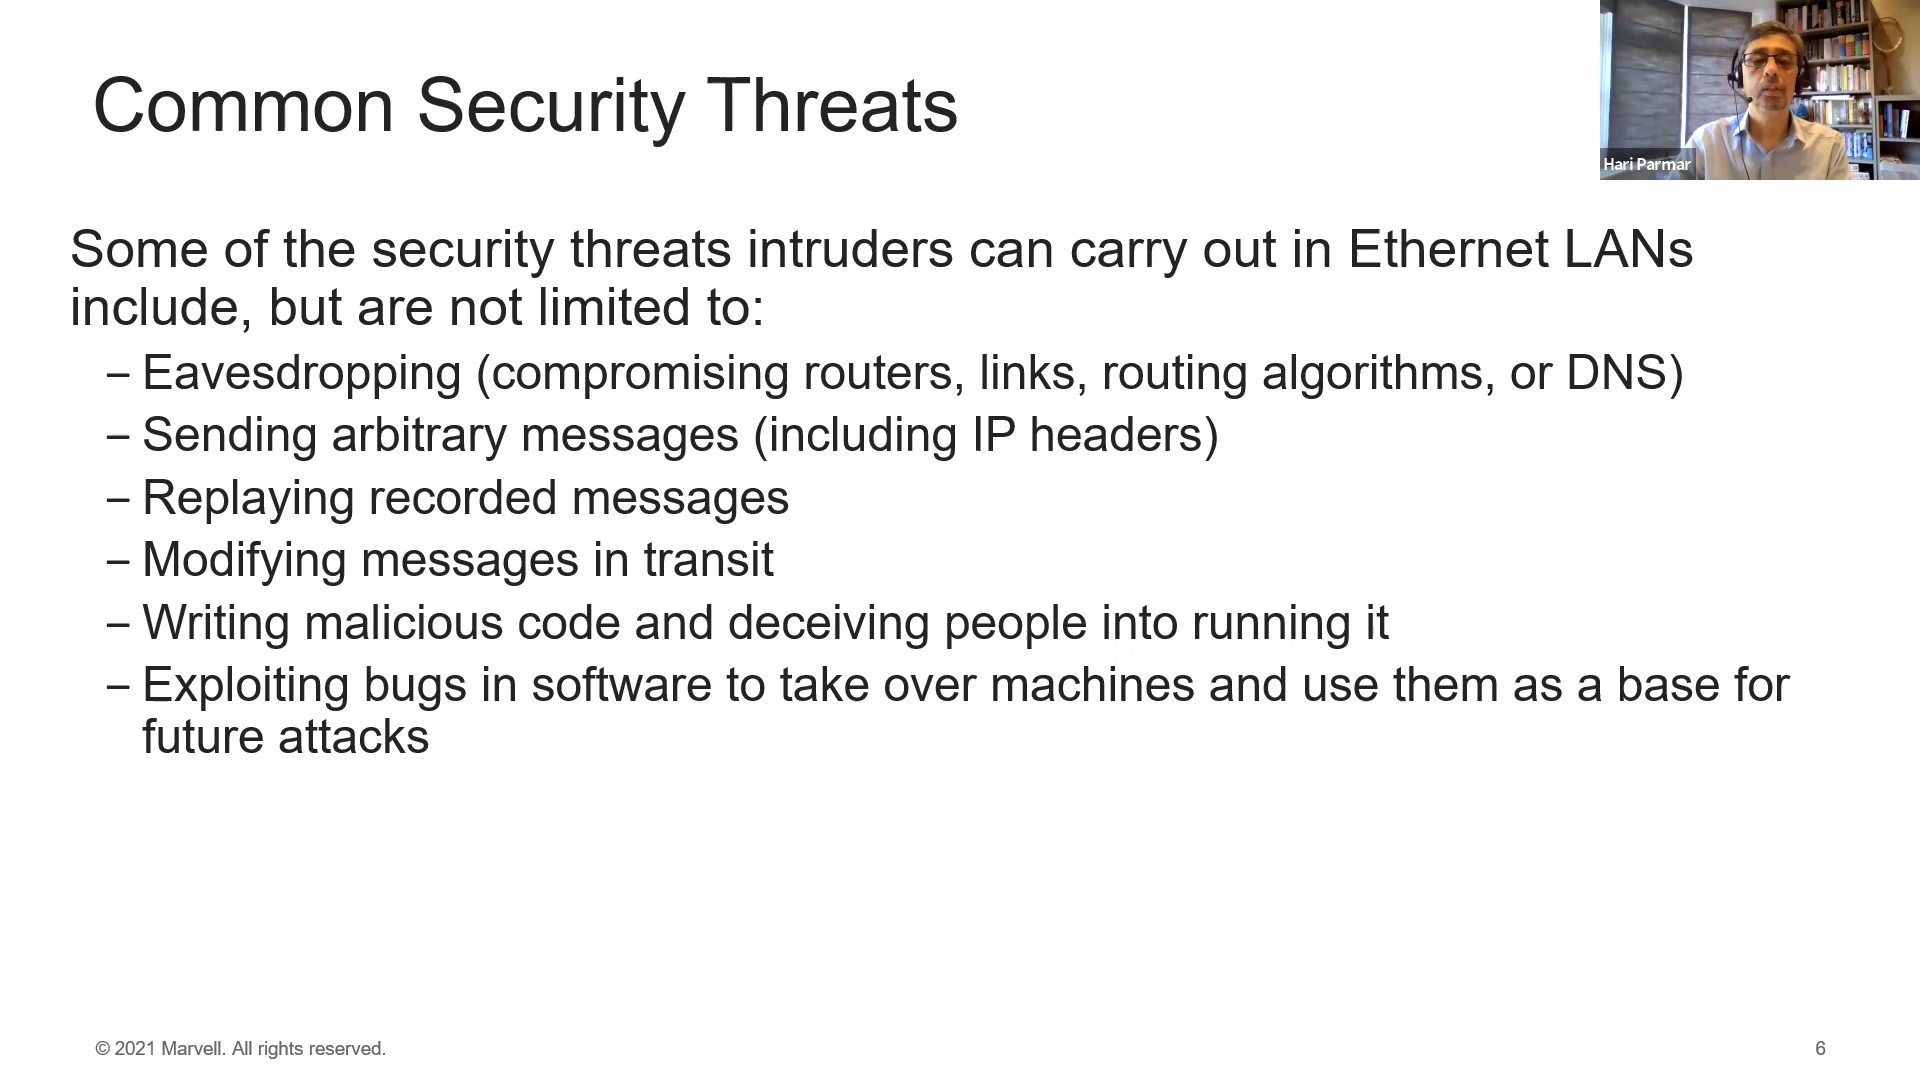 Common Security Threats
Hari Parmar
Some of the security threats intruders can carry out in Ethernet LANs
include, but are not limited to:
– Eavesdropping (compromising routers, links, routing algorithms, or DNS)
– Sending arbitrary messages (including IP headers)
– Replaying recorded messages
– Modifying messages in transit
– Writing malicious code and deceiving people into running it
– Exploiting bugs in software to take over machines and use them as a base for
future attacks
© 2021 Marvell. All rights reserved.
6